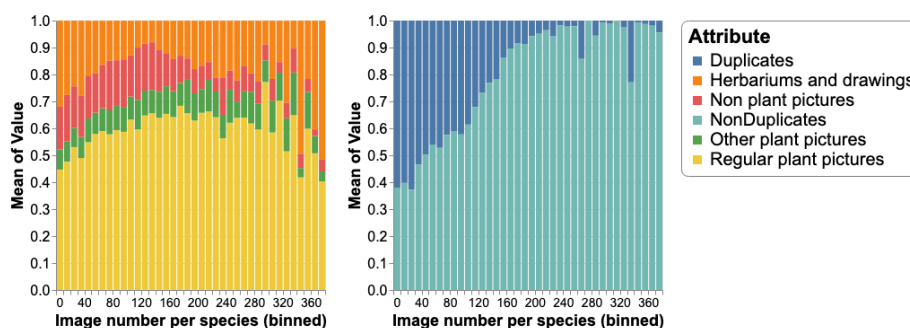 1.0
0.9
0.8
0.7
0.6
0.5
0.4
0.3
0.2
0.1
0.0
Mean of Value
0 40 80 120 160 200 240 280 320 360
Image number per species (binned)
1.0
0.9
0.8
0.7
0.6
0.5
0.4
0.3
0.2
0.1
0.0
Mean of Value
0 40 80 120 160 200 240 280 320 360
Image number per species (binned)
Attribute
Duplicates
Herbariums and drawings
Non plant pictures
NonDuplicates
Other plant pictures
Regular plant pictures